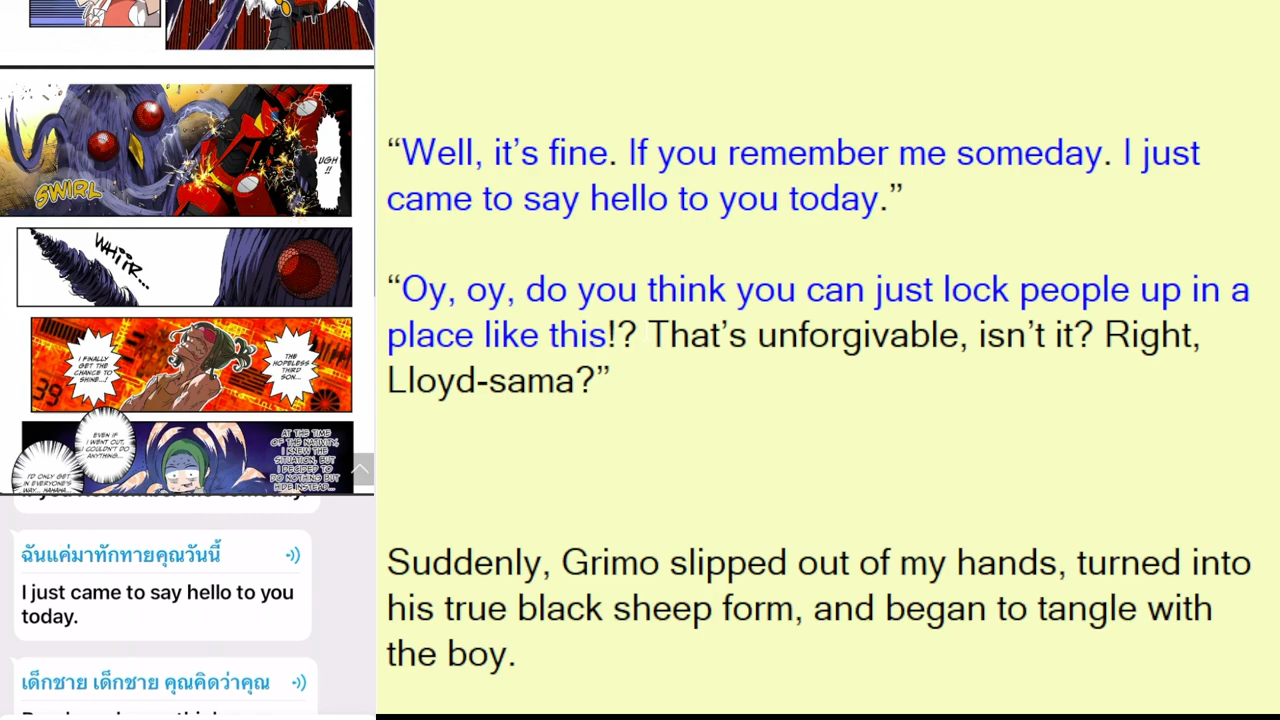 UGH
!!
SWIRL
WHIIR...
THE
HOPELESS
THIRD
SON...
I FINALLY
GET THE
CHANCE TO
SHINE...!
39
AT THE TIME
OF THE NATIVITY,
I KNEW THE
SITUATION, BUT
I DECIDED TO
DO NOTHING BUT
HIDE INSTEAD...
EVEN IF
I WENT OUT,
I COULDN'T DO
ANYTHING...
I'D ONLY GET
IN EVERYONE'S
WAY... HAHAHA...
ฉันแค่มาทักทายคุณวันนี้
I just came to say hello to you
today.
เด็กชาย เด็กชาย คุณคิดว่าคุณ
“Well, it’s fine. If you remember me someday. I just
came to say hello to you today.”
“Oy, oy, do you think you can just lock people up in a
place like this!? That’s unforgivable, isn’t it? Right,
Lloyd-sama?”
Suddenly, Grimo slipped out of my hands, turned into
his true black sheep form, and began to tangle with
the boy.